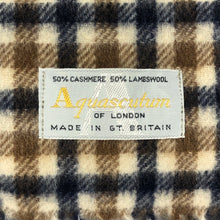 50% CASHMERE 50% LAMBSWOOL
Aquascutum
OF LONDON
MADE IN GT. BRITAIN